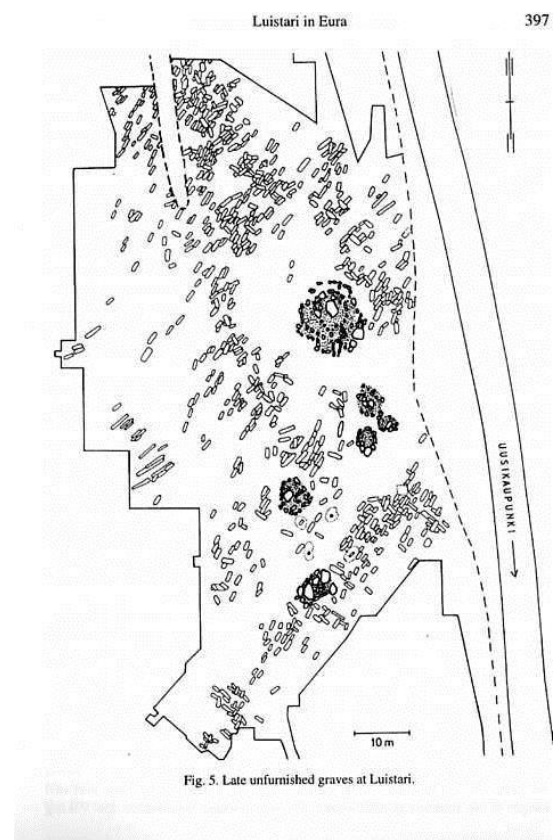 Luistari in Eura
397
UUSIKAUPUNKI
10 m
Fig. 5. Late unfurnished graves at Luistari.